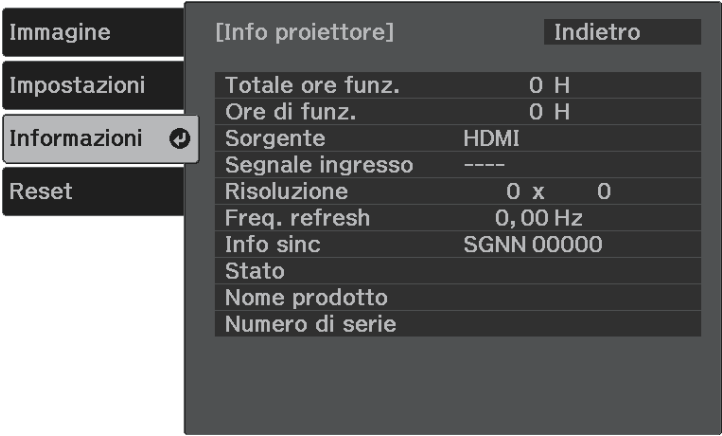 Immagine
Impostazioni
Informazioni
Reset
[Info proiettore] Indietro
Totale ore funz. 0 H
Ore di funz. 0 H
Sorgente HDMI
Segnale ingresso ----
Risoluzione 0 x 0
Freq. refresh 0,00 Hz
Info sinc SGNN 00000
Stato
Nome prodotto
Numero di serie